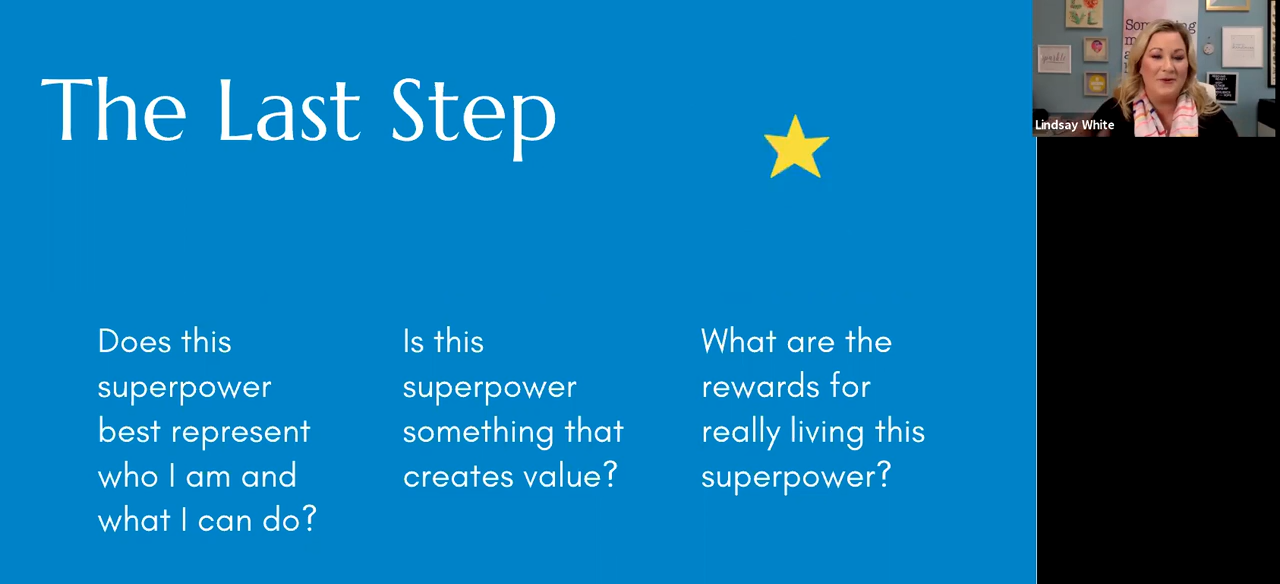 The Last Step
Does this
superpower
best represent
who I am and
what I can do?
Is this
superpower
something that
creates value?
What are the
rewards for
really living this
superpower?
Lindsay White